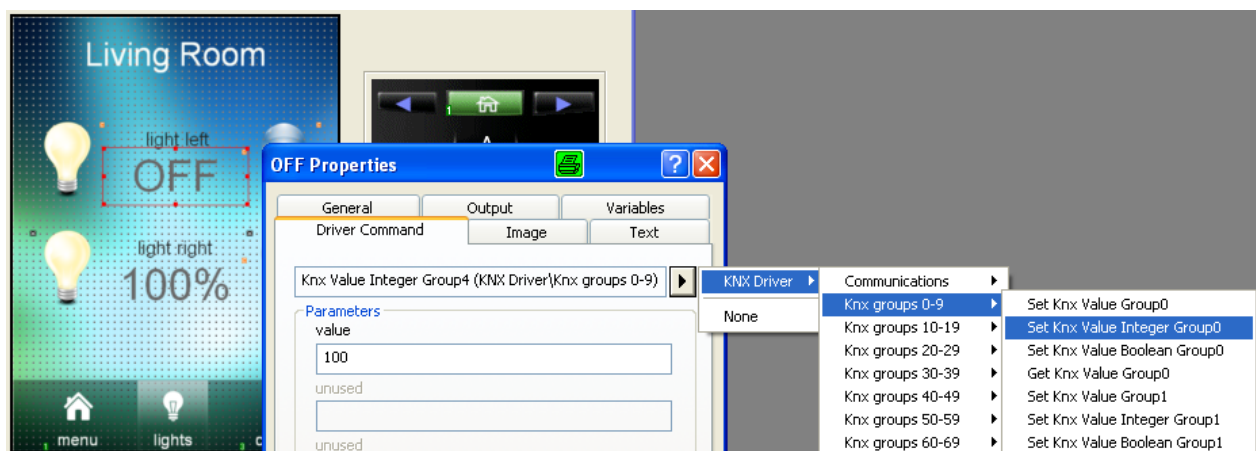 Living Room
light left
OFF
light right
100%
menu
lights
1
1
3
A
OFF Properties
?
General
Output
Variables
Driver Command
Image
Text
Knx Value Integer Group4 (KNX Driver\Knx groups 0-9)
Parameters
value
100
unused
unused
KNX Driver
None
Communications
Knx groups 0-9
Knx groups 10-19
Knx groups 20-29
Knx groups 30-39
Knx groups 40-49
Knx groups 50-59
Knx groups 60-69
Set Knx Value Group0
Set Knx Value Integer Group0
Set Knx Value Boolean Group0
Get Knx Value Group0
Set Knx Value Group1
Set Knx Value Integer Group1
Set Knx Value Boolean Group1